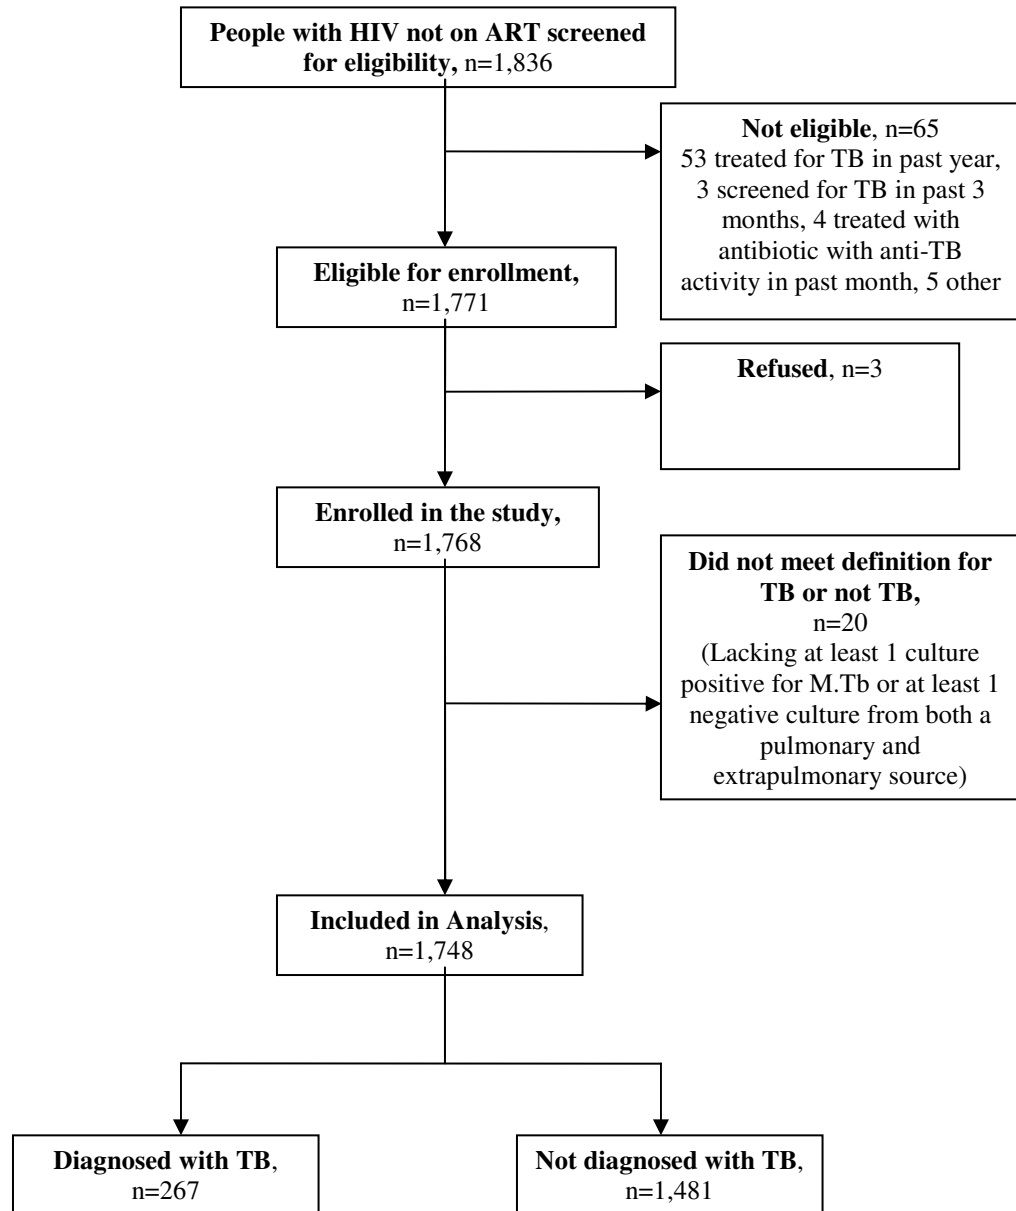 People with HIV not on ART screened
for eligibility, n=1,836
Not eligible, n=65
53 treated for TB in past year,
3 screened for TB in past 3
months, 4 treated with
antibiotic with anti-TB
activity in past month, 5 other
Eligible for enrollment,
n=1,771
Refused, n=3
Enrolled in the study,
n=1,768
Did not meet definition for
TB or not TB,
n=20
(Lacking at least 1 culture
positive for M.Tb or at least 1
negative culture from both a
pulmonary and
extrapulmonary source)
Included in Analysis,
n=1,748
Diagnosed with TB,
n=267
Not diagnosed with TB,
n=1,481